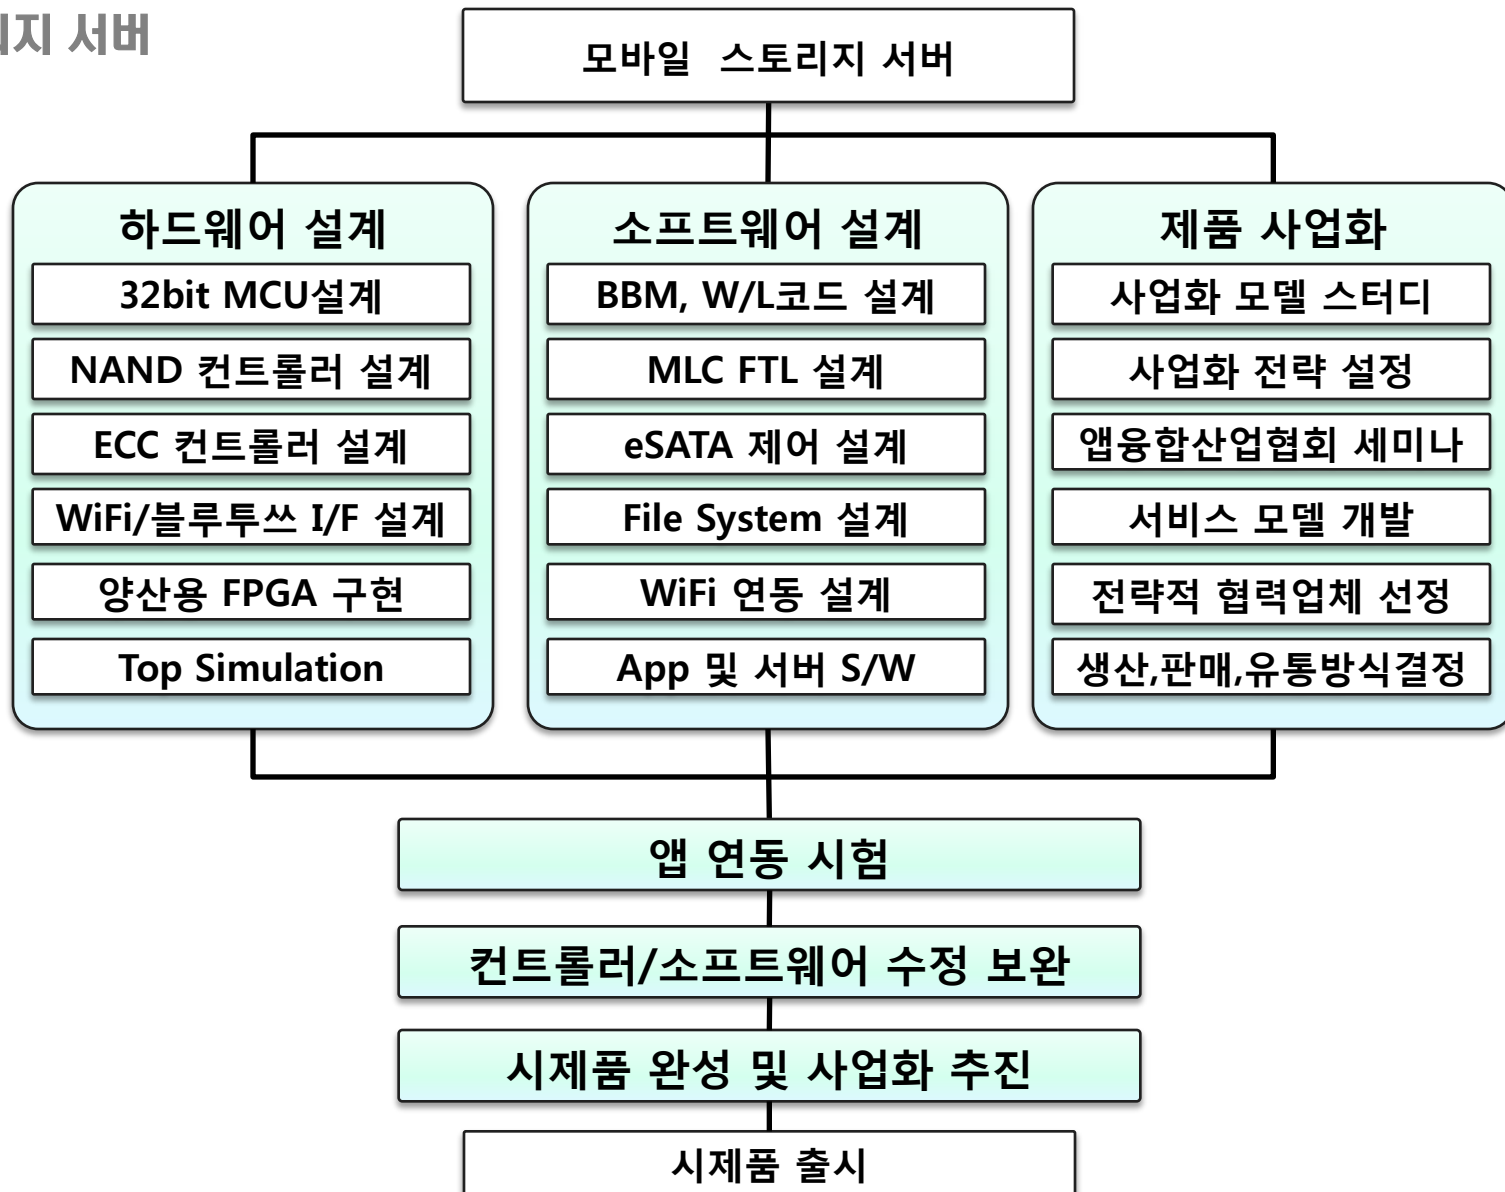 서버
모바일 스토리지 서버
하드웨어 설계
32bit MCU설계
NAND 컨트롤러 설계
ECC 컨트롤러 설계
WiFi/블루투쓰 I/F 설계
양산용 FPGA 구현
Top Simulation
소프트웨어 설계
BBM, W/L코드 설계
MLC FTL 설계
eSATA 제어 설계
File System 설계
WiFi 연동 설계
App 및 서버 S/W
제품 사업화
사업화 모델 스터디
사업화 전략 설정
앱융합산업협회 세미나
서비스 모델 개발
전략적 협력업체 선정
생산,판매,유통방식결정
앱 연동 시험
컨트롤러/소프트웨어 수정 보완
시제품 완성 및 사업화 추진
시제품 출시